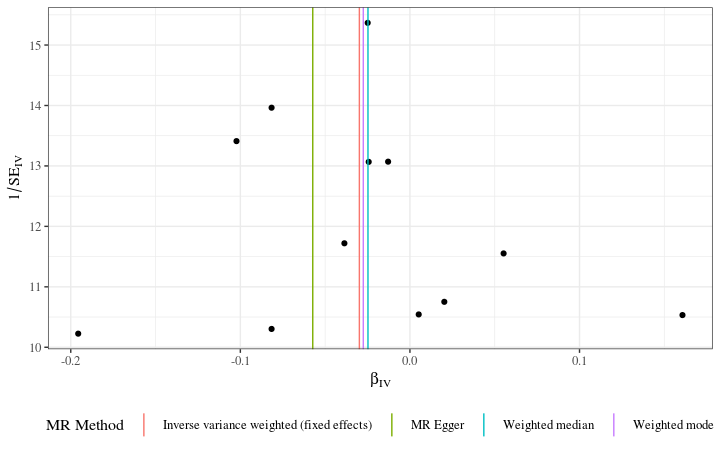 15
14
13
12
11
10
1/SE_IV
-0.2
-0.1
0.0
0.1
β_IV
MR Method
Inverse variance weighted (fixed effects)
MR Egger
Weighted median
Weighted mode